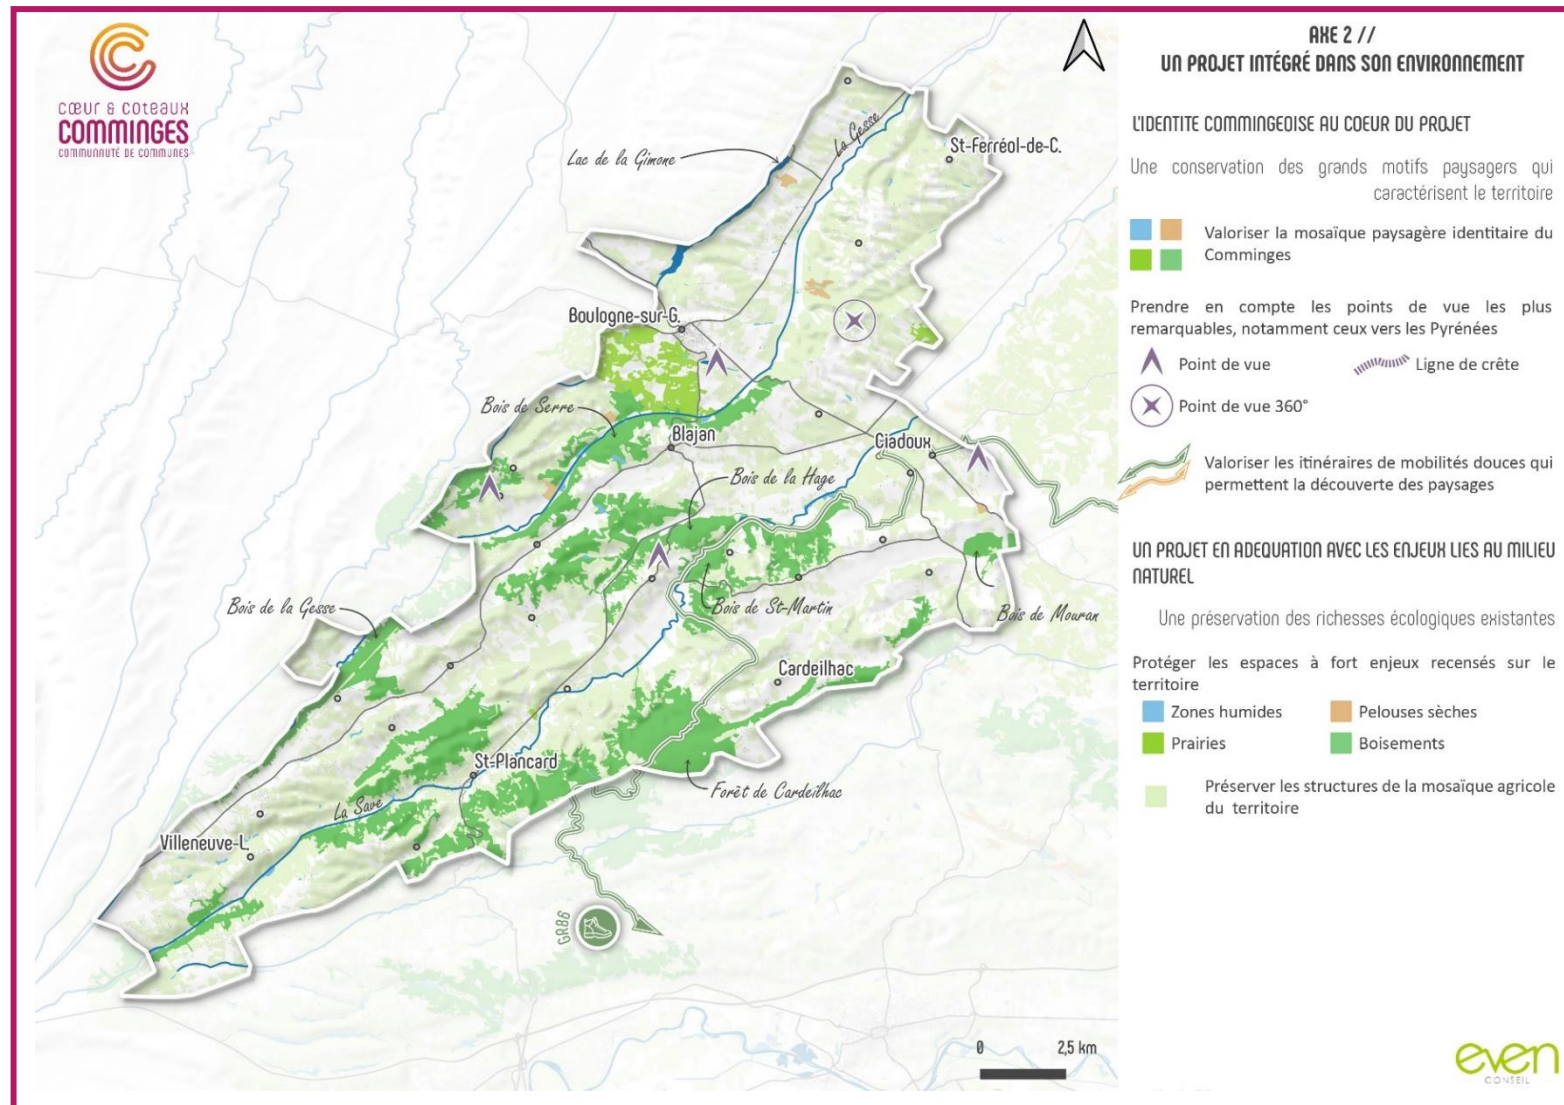 CœUr & COTeaUX
COMMINGES
COMMUNAUTÉ DE COMMUNES
AXE 2 //
UN PROJET INTÉGRÉ DANS SON ENVIRONNEMENT
L'IDENTITE COMMINGEOISE AU COEUR DU PROJET
Une conservation des grands motifs paysagers qui
caractérisent le territoire
Valoriser la mosaïque paysagère identitaire du
Comminges
Prendre en compte les points de vue les plus
remarquables, notamment ceux vers les Pyrénées
Point de vue
Ligne de crête
Point de vue 360°
Valoriser les itinéraires de mobilités douces qui
permettent la découverte des paysages
UN PROJET EN ADEQUATION AVEC LES ENJEUX LIES AU MILIEU
NATUREL
Une préservation des richesses écologiques existantes
Protéger les espaces à fort enjeux recensés sur le
territoire
Zones humides
Pelouses sèches
Prairies
Boisements
Préserver les structures de la mosaïque agricole
du territoire
La Gesse
St-Ferréol-de-C.
Lac de la Gimone
Boulogne-sur-G.
Bois de Serre
Blajan
Ciadoux
Bois de la Hage
Bois de la Gesse
Bois de St-Martin
Bois de Mouran
Cardeilhac
St-Plancard
Forêt de Cardeilhac
La Save
Villeneuve-L.
GR86
0 2,5 km
even
CONSEIL